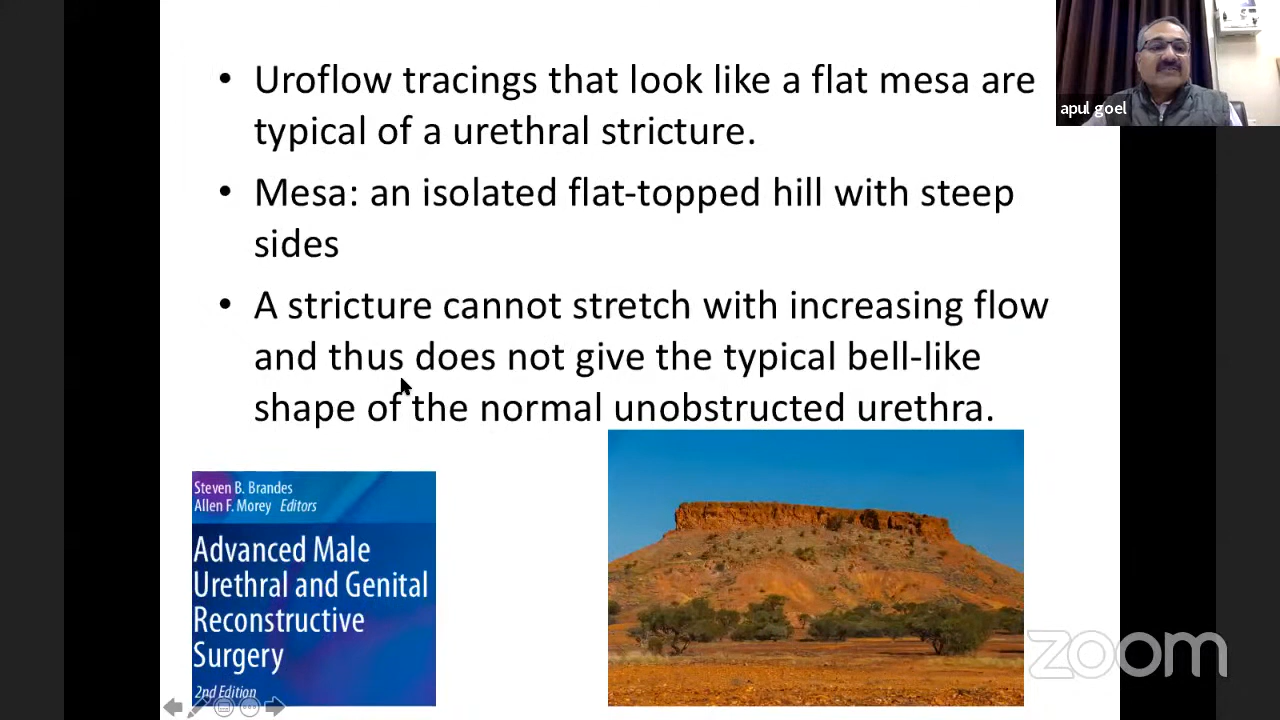 • Uroflow tracings that look like a flat mesa are
typical of a urethral stricture.
• Mesa: an isolated flat-topped hill with steep
sides
• A stricture cannot stretch with increasing flow
and thus does not give the typical bell-like
shape of the normal unobstructed urethra.
Steven B. Brandes
Allen F. Morey Editors
Advanced Male
Urethral and Genital
Reconstructive
Surgery
2nd Edition
apul goel
zoom